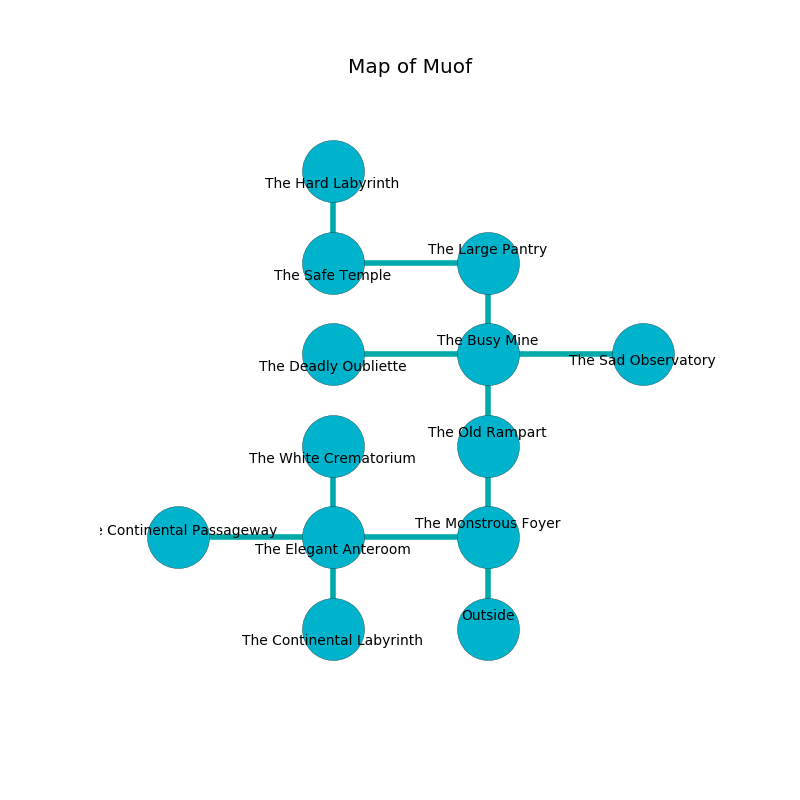 Map of Muof
The Hard Labyrinth
The Large Pantry
The Safe Temple
The Busy Mine
The Sad Observatory
The Deadly Oubliette
The Old Rampart
The White Crematorium
The Monstrous Foyer
Continental Passageway
The Elegant Anteroom
Outside
The Continental Labyrinth